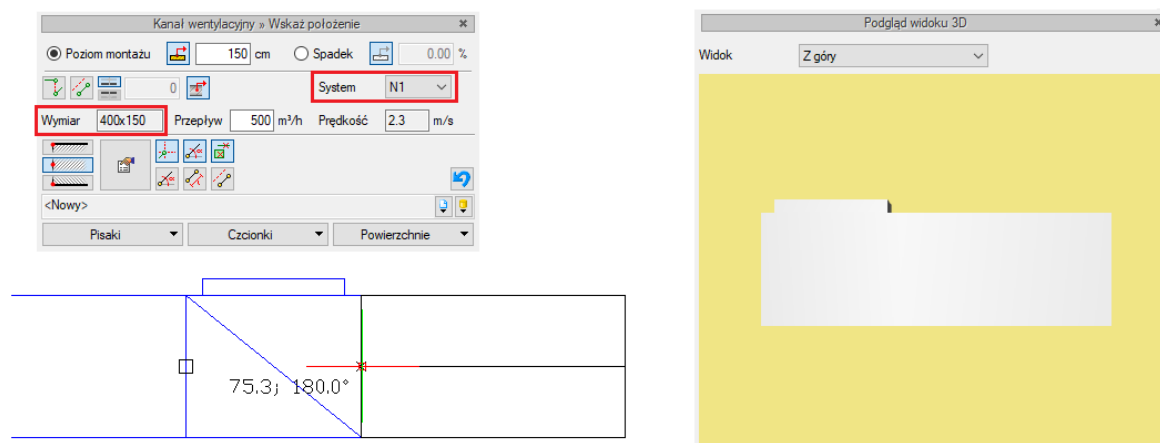 Kanał wentylacyjny » Wskaż położenie
Poziom montażu 150 cm Spadek 0.00 %
0 System N1
Wymiar 400x150 Przepływ 500 m³/h Prędkość 2.3 m/s
<Nowy>
Pisaki Czcionki Powierzchnie
75.3; 180.0°
Podgląd widoku 3D
Widok Z góry